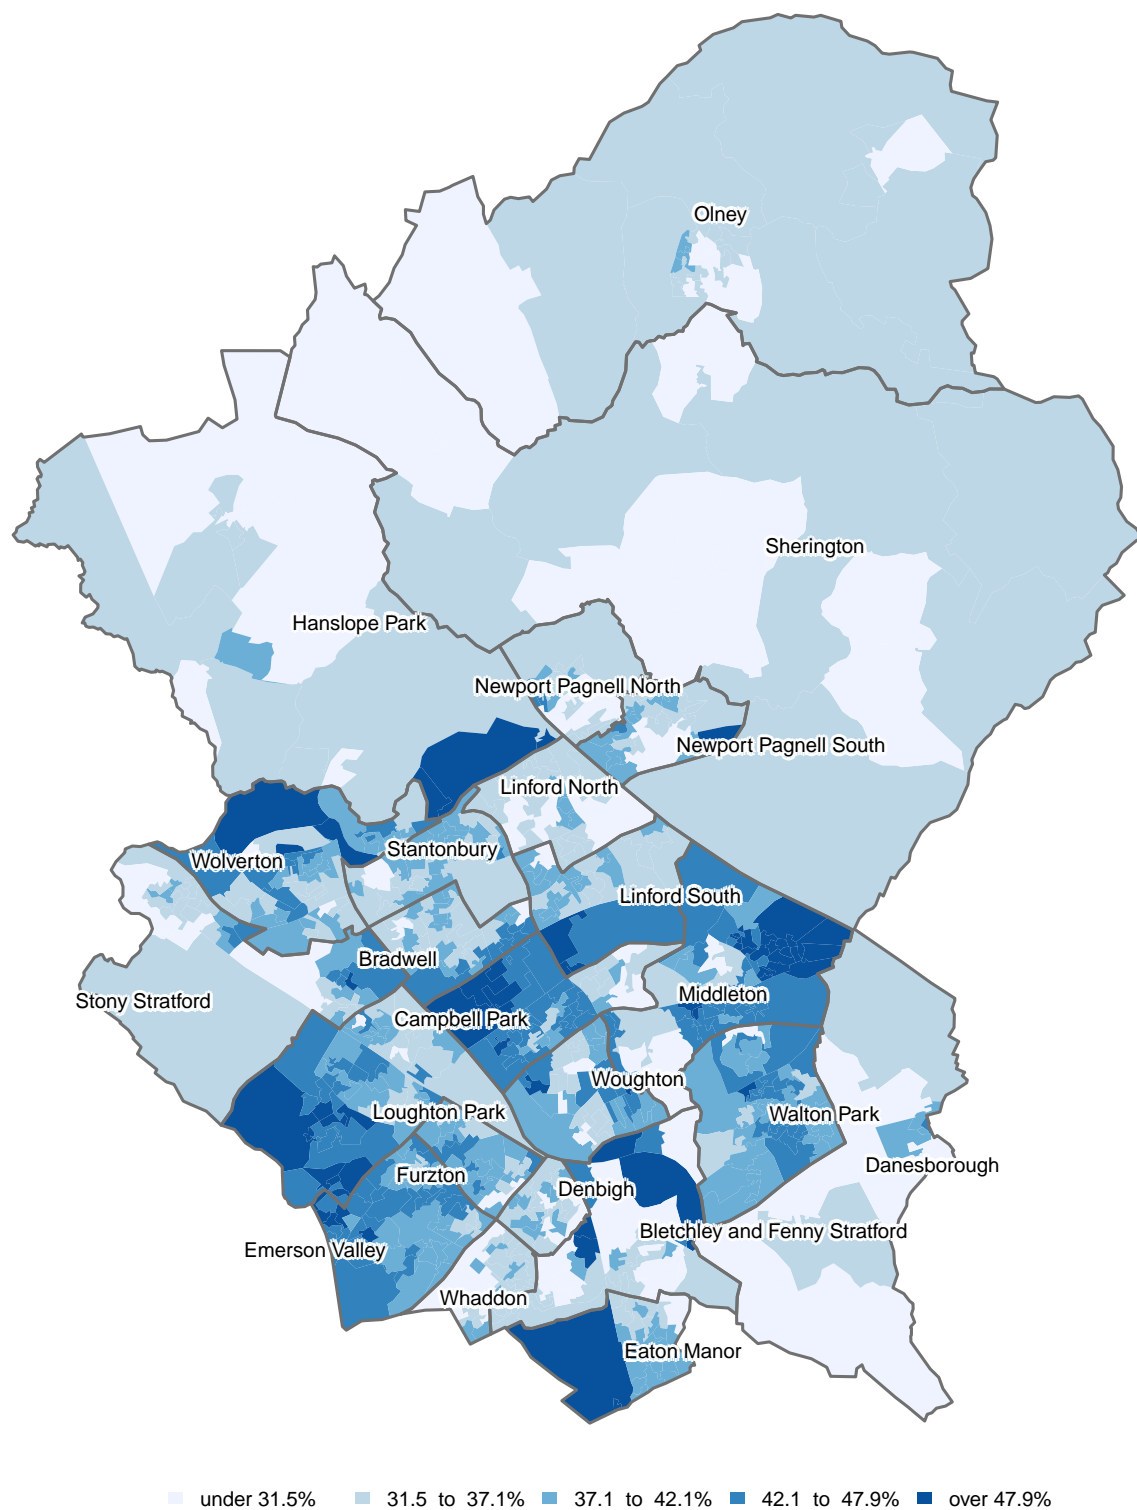 Olney
Sherington
Hanslope Park
Newport Pagnell North
Newport Pagnell South
Linford North
Stantonbury
Wolverton
Linford South
Bradwell
Middleton
Stony Stratford
Campbell Park
Woughton
Loughton Park
Walton Park
Danesborough
Furzton
Denbigh
Bletchley and Fenny Stratford
Emerson Valley
Whaddon
Eaton Manor
under 31.5% 31.5 to 37.1% 37.1 to 42.1% 42.1 to 47.9% over 47.9%